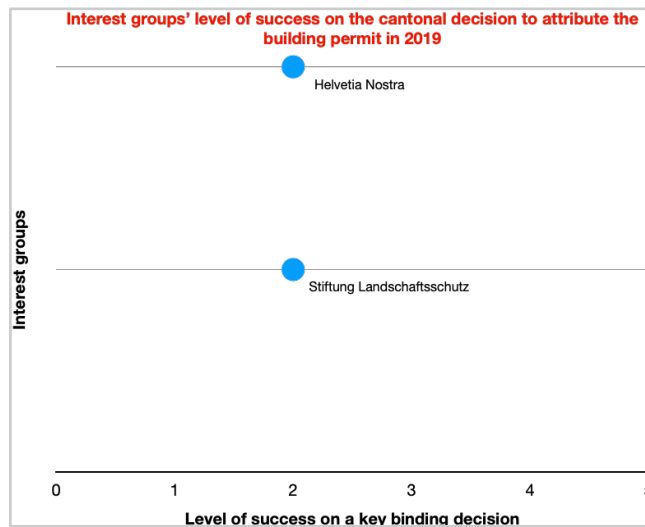 Interest groups’ level of success on the cantonal decision to attribute the
building permit in 2019
Helvetia Nostra
Interest groups
Stiftung Landschaftsschutz
0 1 2 3 4
Level of success on a key binding decision